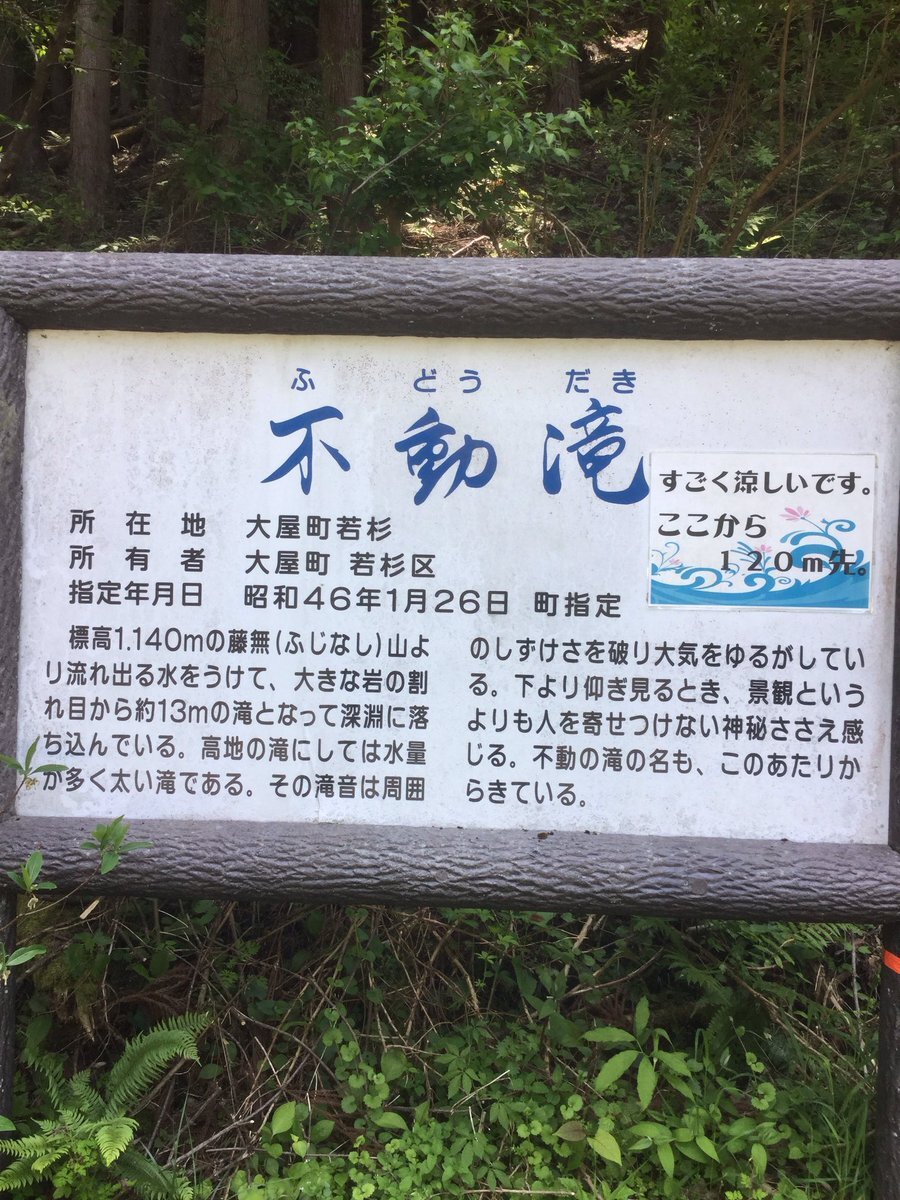 ふどうだき
不動滝
すごく涼しいです。
ここから
120m先。
所在地 大屋町若杉
所有者 大屋町 若杉区
指定年月日 昭和46年1月26日 町指定
標高1.140mの藤無(ふじなし)山よ
り流れ出る水をうけて、大きな岩の割
れ目から約13mの滝となって深淵に落
ち込んでいる。高地の滝にしては水量
が多く太い滝である。その滝音は周囲
のしずけさを破り大気をゆるがしてい
る。下より仰ぎ見るとき、景観という
よりも人を寄せつけない神秘ささえ感
じる。不動の滝の名も、このあたりか
らきている。